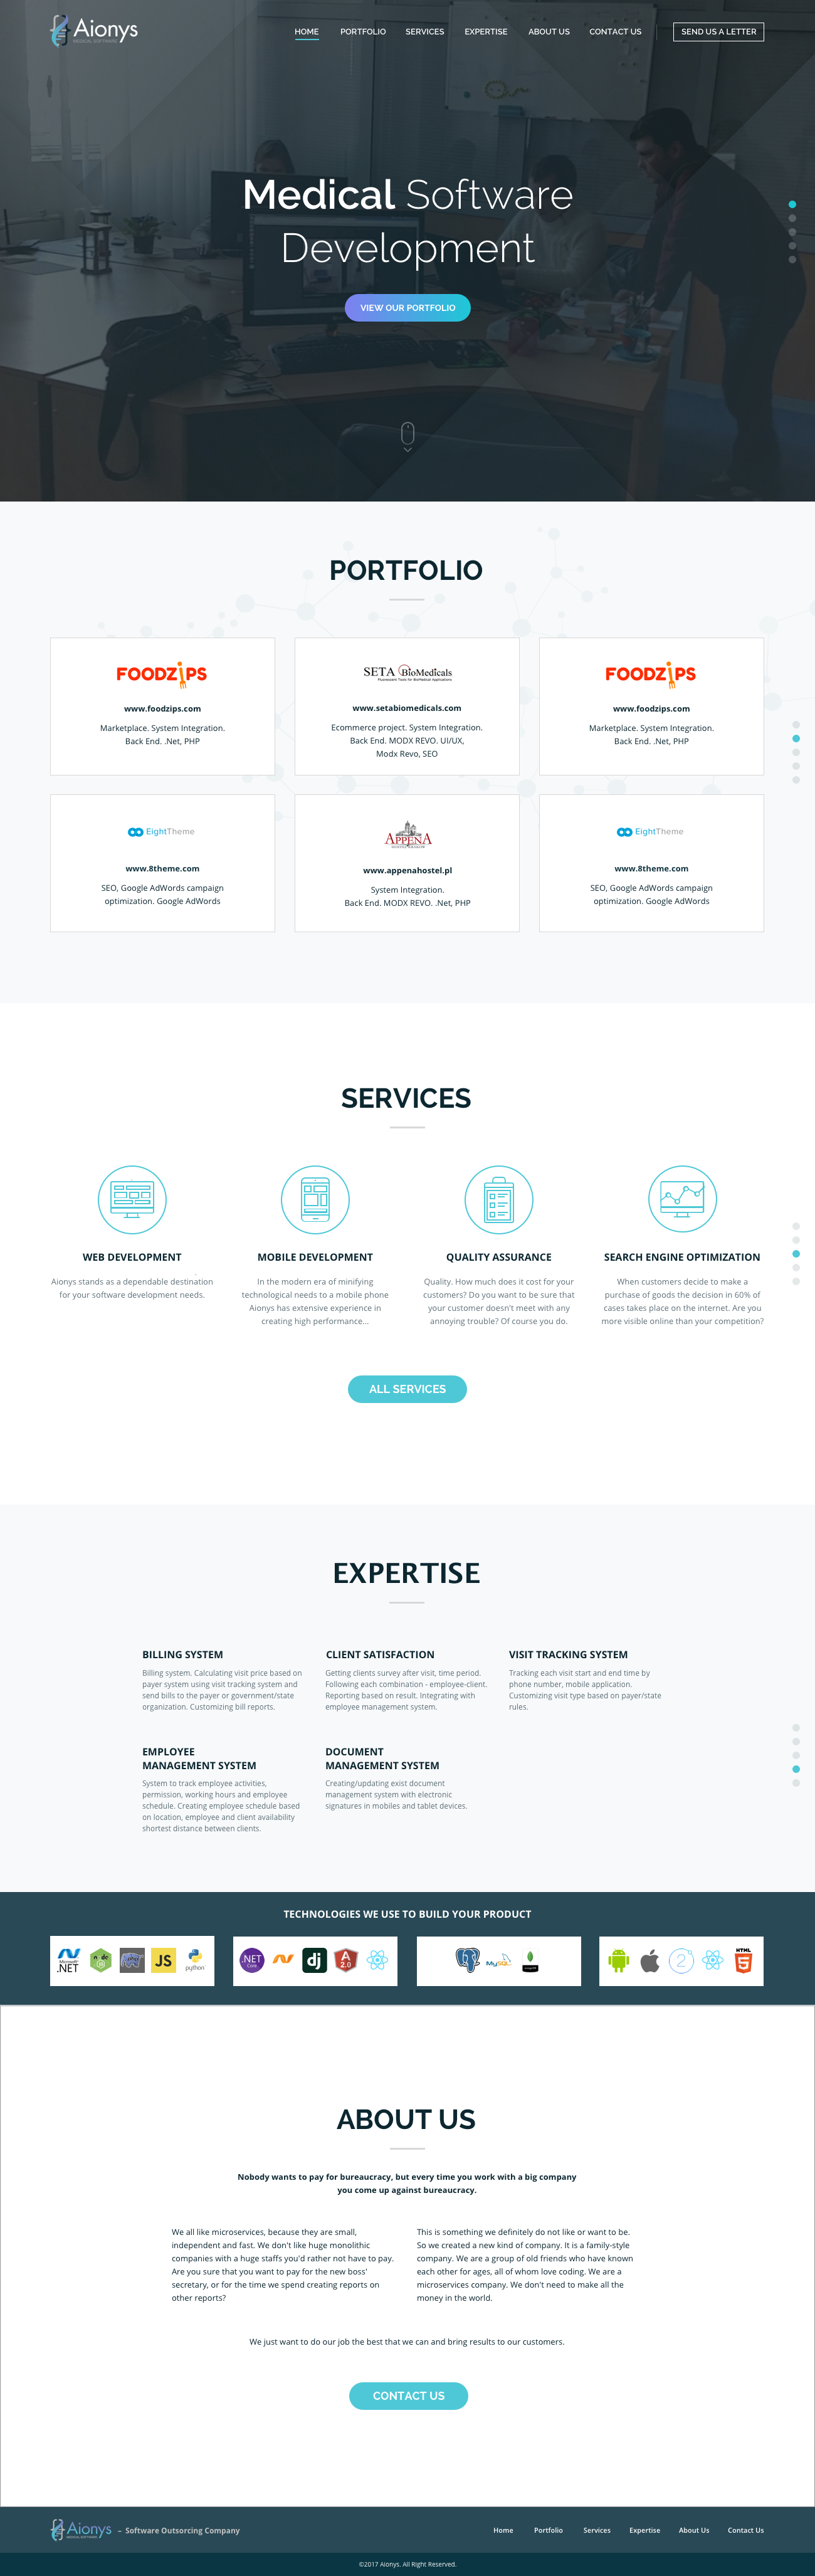 Aionys
MEDICAL SOFTWARE
HOME PORTFOLIO SERVICES EXPERTISE ABOUT US CONTACT US SEND US A LETTER
Medical Software
Development
VIEW OUR PORTFOLIO
PORTFOLIO
FOODZIPS
www.foodzips.com
Marketplace. System Integration.
Back End. .Net, PHP
SETA BioMedicals
Fluorescent Tools for BioMedical Applications
www.setabiomedicals.com
Ecommerce project. System Integration.
Back End. MODX REVO. UI/UX,
Modx Revo, SEO
FOODZIPS
www.foodzips.com
Marketplace. System Integration.
Back End. .Net, PHP
EightTheme
www.8theme.com
SEO, Google AdWords campaign
optimization. Google AdWords
APPENA
HOSTEL KRAKOW
www.appenahostel.pl
System Integration.
Back End. MODX REVO. .Net, PHP
EightTheme
www.8theme.com
SEO, Google AdWords campaign
optimization. Google AdWords
SERVICES
WEB DEVELOPMENT
Aionys stands as a dependable destination
for your software development needs.
MOBILE DEVELOPMENT
In the modern era of minifying
technological needs to a mobile phone
Aionys has extensive experience in
creating high performance...
QUALITY ASSURANCE
Quality. How much does it cost for your
customers? Do you want to be sure that
your customer doesn't meet with any
annoying trouble? Of course you do.
SEARCH ENGINE OPTIMIZATION
When customers decide to make a
purchase of goods the decision in 60% of
cases takes place on the internet. Are you
more visible online than your competition?
ALL SERVICES
EXPERTISE
BILLING SYSTEM
Billing system. Calculating visit price based on
payer system using visit tracking system and
send bills to the payer or government/state
organization. Customizing bill reports.
CLIENT SATISFACTION
Getting clients survey after visit, time period.
Following each combination - employee-client.
Reporting based on result. Integrating with
employee management system.
VISIT TRACKING SYSTEM
Tracking each visit start and end time by
phone number, mobile application.
Customizing visit type based on payer/state
rules.
EMPLOYEE
MANAGEMENT SYSTEM
System to track employee activities,
permission, working hours and employee
schedule. Creating employee schedule based
on location, employee and client availability
shortest distance between clients.
DOCUMENT
MANAGEMENT SYSTEM
Creating/updating exist document
management system with electronic
signatures in mobiles and tablet devices.
TECHNOLOGIES WE USE TO BUILD YOUR PRODUCT
Microsoft
.NET
node
JS
php
JS
python
.NET
Core
dj
A
2.0
MySQL
2
HTML
5
ABOUT US
Nobody wants to pay for bureaucracy, but every time you work with a big company
you come up against bureaucracy.
We all like microservices, because they are small,
independent and fast. We don't like huge monolithic
companies with a huge staffs you'd rather not have to pay.
Are you sure that you want to pay for the new boss'
secretary, or for the time we spend creating reports on
other reports?
This is something we definitely do not like or want to be.
So we created a new kind of company. It is a family-style
company. We are a group of old friends who have known
each other for ages, all of whom love coding. We are a
microservices company. We don't need to make all the
money in the world.
We just want to do our job the best that we can and bring results to our customers.
CONTACT US
Aionys
MEDICAL SOFTWARE
– Software Outsorcing Company
Home Portfolio Services Expertise About Us Contact Us
©2017 Aionys. All Right Reserved.